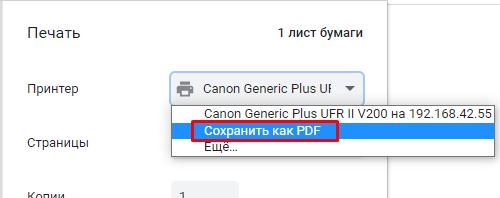 Печать 1 лист бумаги
Принтер Canon Generic Plus UF
Canon Generic Plus UFR II V200 на 192.168.42.55
Сохранить как PDF
Ещё...
Страницы
Копии 1